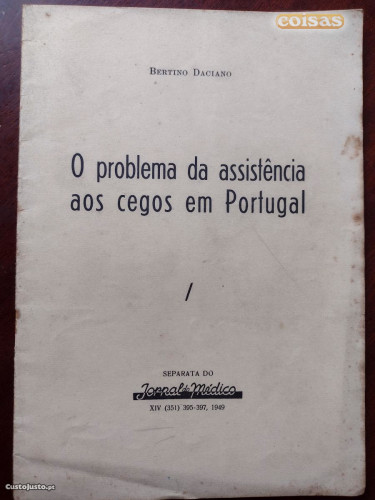 coisas
BERTINO DACIANO
O problema da assistência
aos cegos em Portugal
/
SEPARATA DO
Jornal do Médico
XIV (351) 395-397, 1949
CustoJusto.pt